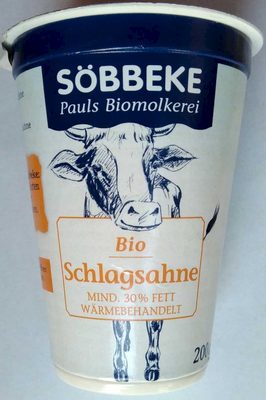 SÖBBEKE
Pauls Biomolkerei
Bio
Schlagsahne
MIND. 30% FETT
WÄRMEBEHANDELT
200